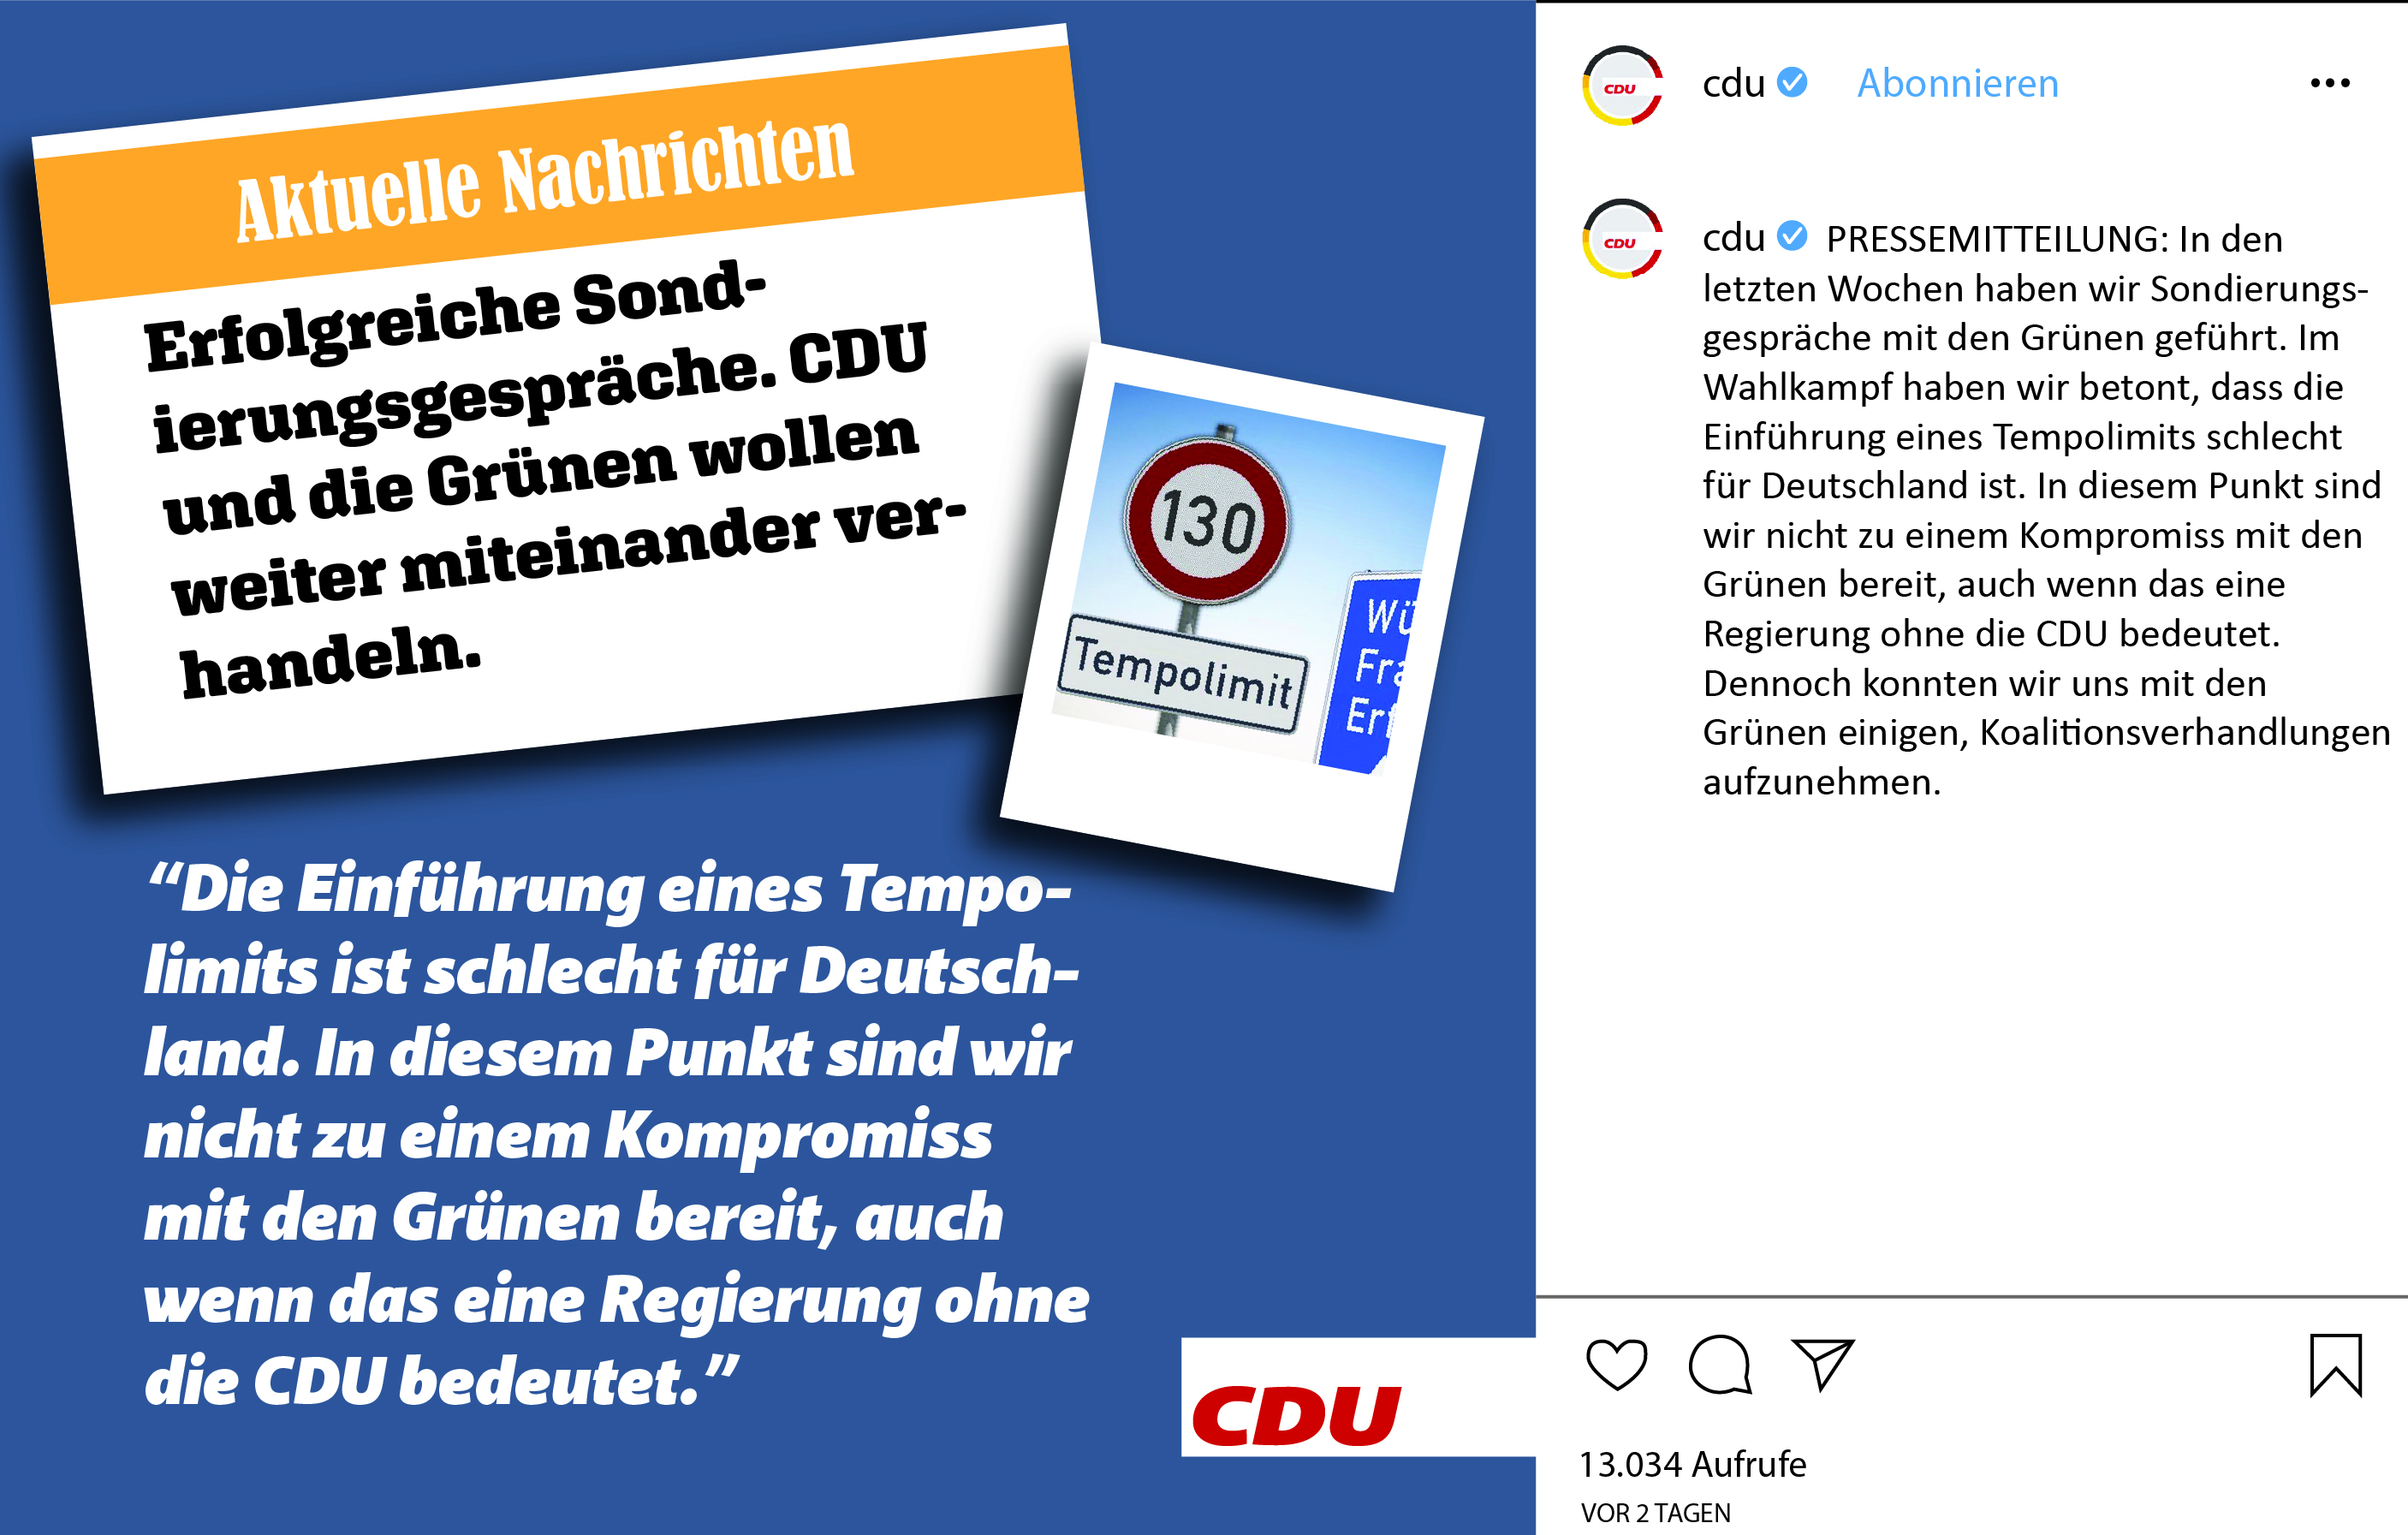 Aktuelle Nachrichten
Erfolgreiche Sond-
ierungsgespräche. CDU
und die Grünen wollen
weiter miteinander ver-
handeln.
130
Tempolimit
Wü
Fra
Erf
“Die Einführung eines Tempo-
limits ist schlecht für Deutsch-
land. In diesem Punkt sind wir
nicht zu einem Kompromiss
mit den Grünen bereit, auch
wenn das eine Regierung ohne
die CDU bedeutet.”
CDU
CDU
cdu Abonnieren
CDU
cdu PRESSEMITTEILUNG: In den
letzten Wochen haben wir Sondierungs-
gespräche mit den Grünen geführt. Im
Wahlkampf haben wir betont, dass die
Einführung eines Tempolimits schlecht
für Deutschland ist. In diesem Punkt sind
wir nicht zu einem Kompromiss mit den
Grünen bereit, auch wenn das eine
Regierung ohne die CDU bedeutet.
Dennoch konnten wir uns mit den
Grünen einigen, Koalitionsverhandlungen
aufzunehmen.
13.034 Aufrufe
VOR 2 TAGEN